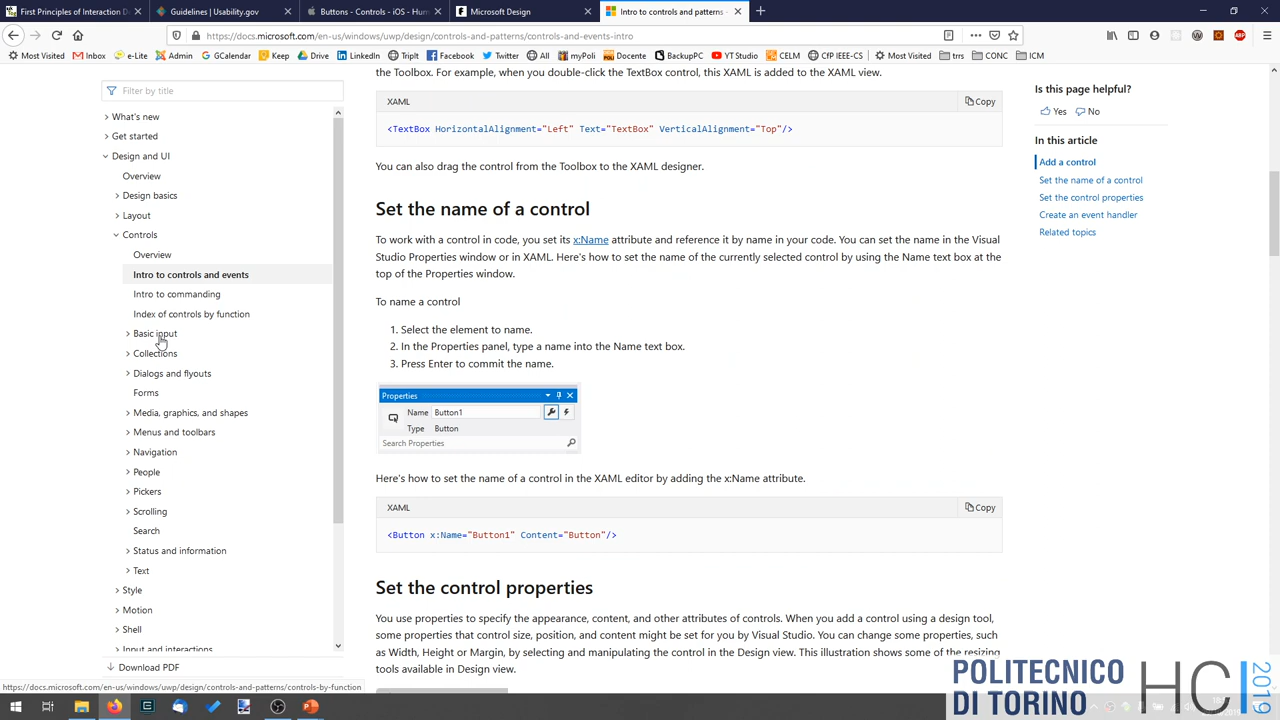 First Principles of Interaction D
Guidelines | Usability.gov
Buttons - Controls - iOS - Hum
Microsoft Design
Intro to controls and patterns -
https://docs.microsoft.com/en-us/windows/uwp/design/controls-and-patterns/controls-and-events-intro
Most Visited
Inbox
e-Lite
Admin
GCalendar
Keep
Drive
LinkedIn
TripIt
Facebook
Twitter
All
myPoli
Docente
BackupPC
YT Studio
CELM
CfP IEEE-CS
Most Visited
trrs
CONC
ICM
Filter by title
What's new
Get started
Design and UI
Overview
Design basics
Layout
Controls
Overview
Intro to controls and events
Intro to commanding
Index of controls by function
Basic input
Collections
Dialogs and flyouts
Forms
Media, graphics, and shapes
Menus and toolbars
Navigation
People
Pickers
Scrolling
Search
Status and information
Text
Style
Motion
Shell
Input and interactions
Download PDF
https://docs.microsoft.com/en-us/windows/uwp/design/controls-and-patterns/controls-by-function
the Toolbox. For example, when you double-click the TextBox control, this XAML is added to the XAML view.
XAML
Copy
<TextBox HorizontalAlignment="Left" Text="TextBox" VerticalAlignment="Top"/>
You can also drag the control from the Toolbox to the XAML designer.
Set the name of a control
To work with a control in code, you set its x:Name attribute and reference it by name in your code. You can set the name in the Visual
Studio Properties window or in XAML. Here's how to set the name of the currently selected control by using the Name text box at the
top of the Properties window.
To name a control
1. Select the element to name.
2. In the Properties panel, type a name into the Name text box.
3. Press Enter to commit the name.
Properties
Name Button1
Type Button
Search Properties
Here's how to set the name of a control in the XAML editor by adding the x:Name attribute.
XAML
Copy
<Button x:Name="Button1" Content="Button"/>
Set the control properties
You use properties to specify the appearance, content, and other attributes of controls. When you add a control using a design tool,
some properties that control size, position, and content might be set for you by Visual Studio. You can change some properties, such
as Width, Height or Margin, by selecting and manipulating the control in the Design view. This illustration shows some of the resizing
tools available in Design view.
Is this page helpful?
Yes
No
In this article
Add a control
Set the name of a control
Set the control properties
Create an event handler
Related topics
POLITECNICO
DI TORINO
HCI
2019